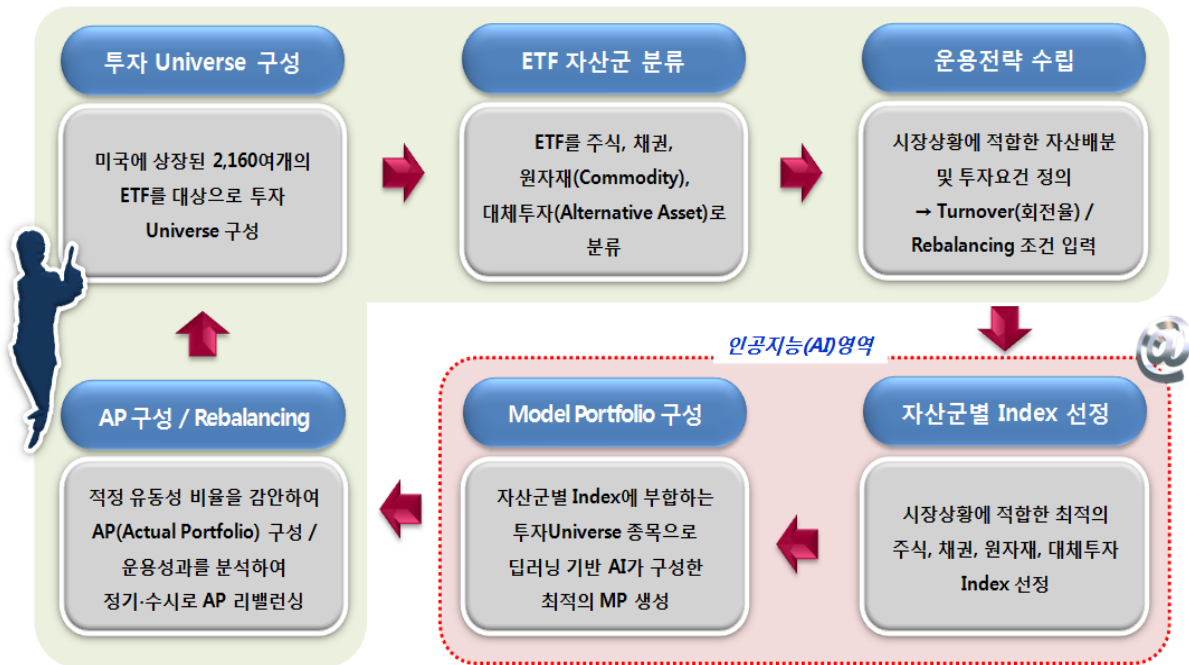 투자 Universe 구성
미국에 상장된 2,160여개의
ETF를 대상으로 투자
Universe 구성
ETF 자산군 분류
ETF를 주식, 채권,
원자재(Commodity),
대체투자(Alternative Asset)로
분류
운용전략 수립
시장상황에 적합한 자산배분
및 투자요건 정의
→ Turnover(회전율) /
Rebalancing 조건 입력
인공지능(AI)영역
@
자산군별 Index 선정
시장상황에 적합한 최적의
주식, 채권, 원자재, 대체투자
Index 선정
Model Portfolio 구성
자산군별 Index에 부합하는
투자Universe 종목으로
딥러닝 기반 AI가 구성한
최적의 MP 생성
AP 구성 / Rebalancing
적정 유동성 비율을 감안하여
AP(Actual Portfolio) 구성 /
운용성과를 분석하여
정기·수시로 AP 리밸런싱